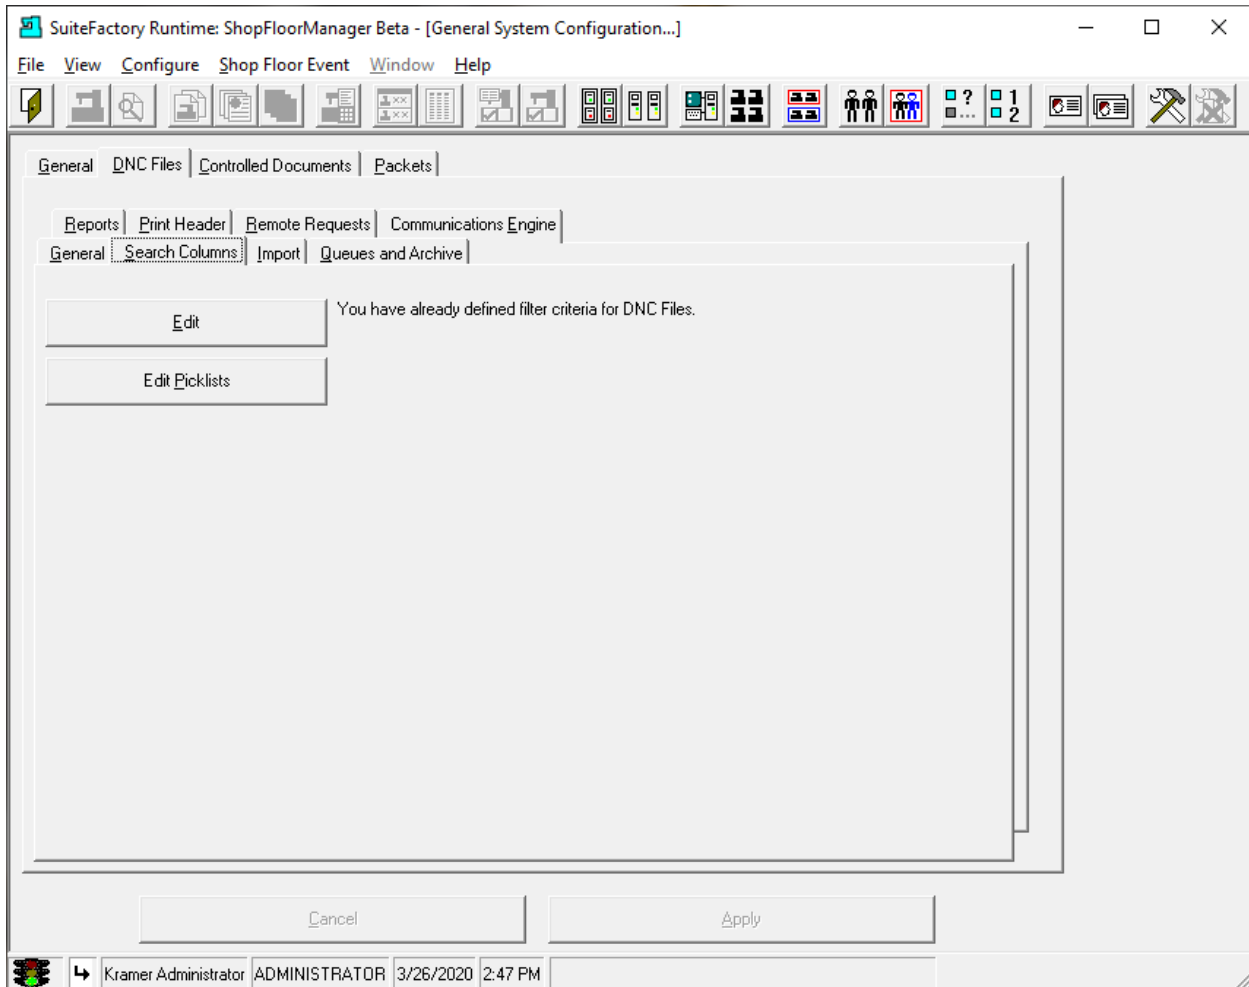 SuiteFactory Runtime: ShopFloorManager Beta - [General System Configuration...]
File View Configure Shop Floor Event Window Help
General DNC Files Controlled Documents Packets
Reports Print Header Remote Requests Communications Engine
General Search Columns Import Queues and Archive
Edit You have already defined filter criteria for DNC Files.
Edit Picklists
Cancel Apply
Kramer Administrator ADMINISTRATOR 3/26/2020 2:47 PM